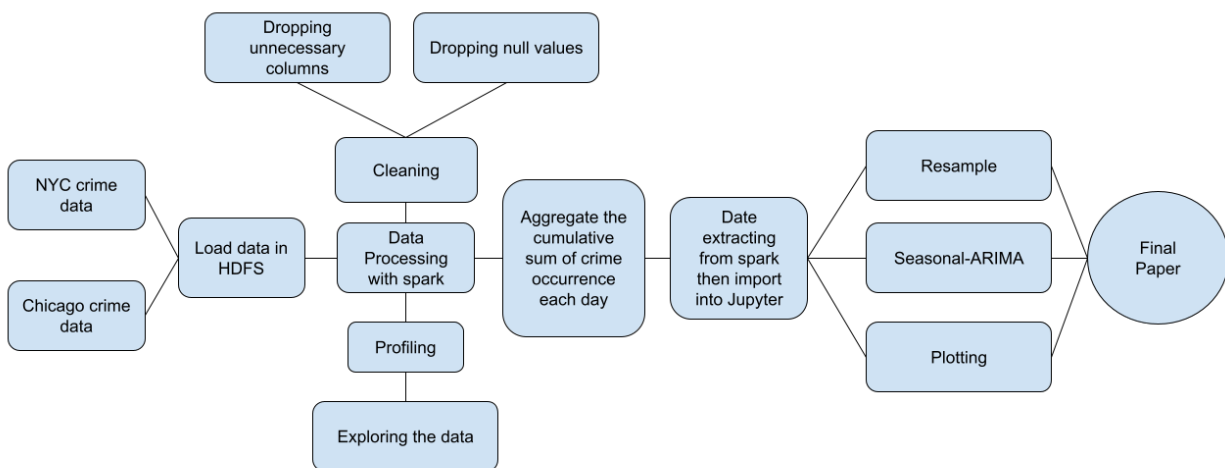 Dropping
unnecessary
columns
Dropping null values
Cleaning
NYC crime
data
Chicago crime
data
Load data in
HDFS
Data
Processing
with spark
Profiling
Exploring the data
Aggregate the
cumulative
sum of crime
occurrence
each day
Date
extracting
from spark
then import
into Jupyter
Resample
Seasonal-ARIMA
Plotting
Final
Paper